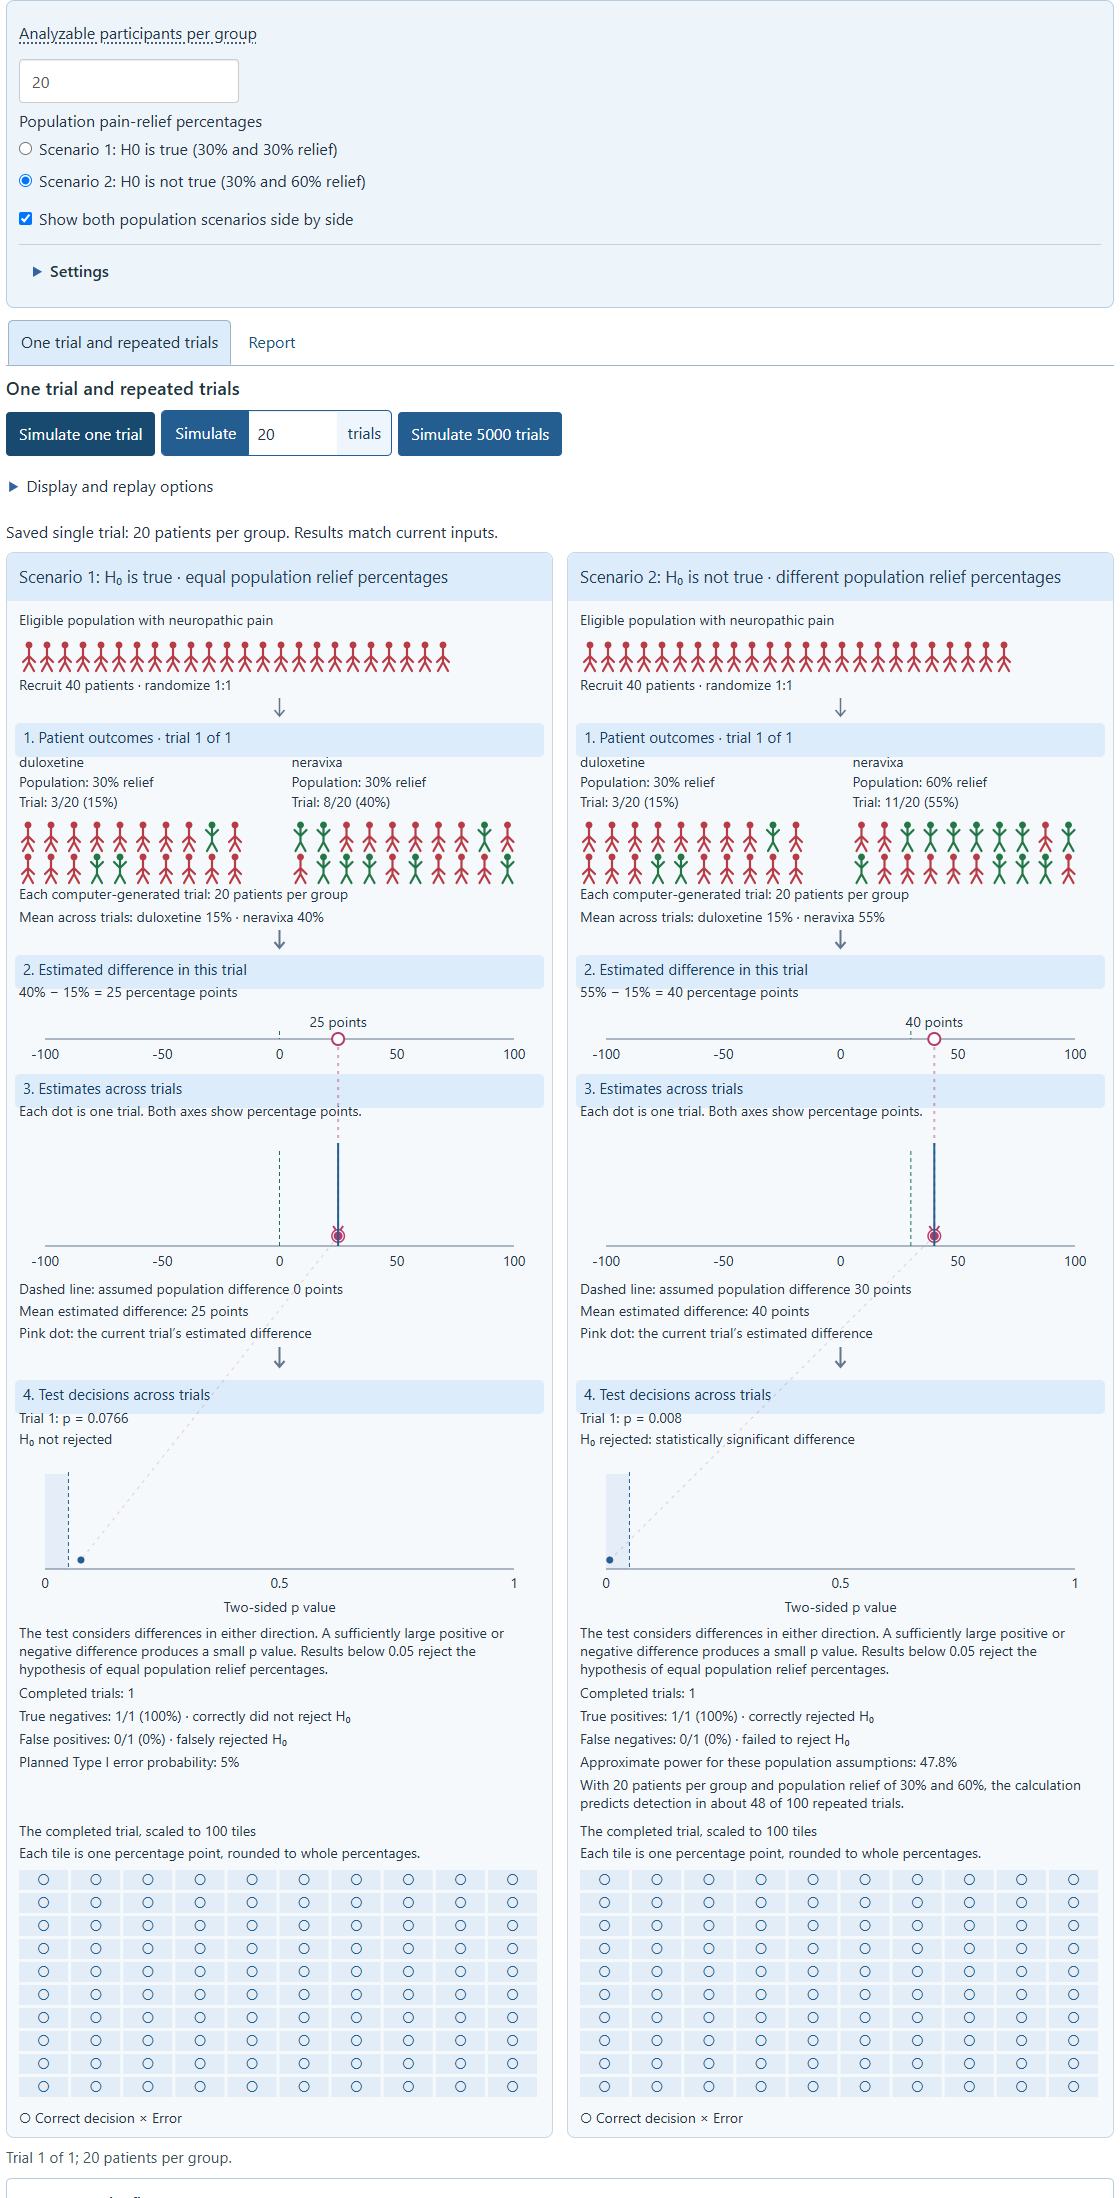 Analyzable participants per group
20
Population pain-relief percentages
Scenario 1: H0 is true (30% and 30% relief)
Scenario 2: H0 is not true (30% and 60% relief)
Show both population scenarios side by side
Settings
One trial and repeated trials
Report
One trial and repeated trials
Simulate one trial
Simulate 20 trials
Simulate 5000 trials
Display and replay options
Saved single trial: 20 patients per group. Results match current inputs.
Scenario 1: H₀ is true · equal population relief percentages
Eligible population with neuropathic pain
Recruit 40 patients · randomize 1:1
1. Patient outcomes · trial 1 of 1
duloxetine
Population: 30% relief
Trial: 3/20 (15%)
neravixa
Population: 30% relief
Trial: 8/20 (40%)
Each computer-generated trial: 20 patients per group
Mean across trials: duloxetine 15% · neravixa 40%
2. Estimated difference in this trial
40% − 15% = 25 percentage points
25 points
-100 -50 0 50 100
3. Estimates across trials
Each dot is one trial. Both axes show percentage points.
-100 -50 0 50 100
Dashed line: assumed population difference 0 points
Mean estimated difference: 25 points
Pink dot: the current trial's estimated difference
4. Test decisions across trials
Trial 1: p = 0.0766
H₀ not rejected
0 0.5 1
Two-sided p value
The test considers differences in either direction. A sufficiently large positive or
negative difference produces a small p value. Results below 0.05 reject the
hypothesis of equal population relief percentages.
Completed trials: 1
True negatives: 1/1 (100%) · correctly did not reject H₀
False positives: 0/1 (0%) · falsely rejected H₀
Planned Type I error probability: 5%
The completed trial, scaled to 100 tiles
Each tile is one percentage point, rounded to whole percentages.
○ Correct decision × Error
Scenario 2: H₀ is not true · different population relief percentages
Eligible population with neuropathic pain
Recruit 40 patients · randomize 1:1
1. Patient outcomes · trial 1 of 1
duloxetine
Population: 30% relief
Trial: 3/20 (15%)
neravixa
Population: 60% relief
Trial: 11/20 (55%)
Each computer-generated trial: 20 patients per group
Mean across trials: duloxetine 15% · neravixa 55%
2. Estimated difference in this trial
55% − 15% = 40 percentage points
40 points
-100 -50 0 50 100
3. Estimates across trials
Each dot is one trial. Both axes show percentage points.
-100 -50 0 50 100
Dashed line: assumed population difference 30 points
Mean estimated difference: 40 points
Pink dot: the current trial's estimated difference
4. Test decisions across trials
Trial 1: p = 0.008
H₀ rejected: statistically significant difference
0 0.5 1
Two-sided p value
The test considers differences in either direction. A sufficiently large positive or
negative difference produces a small p value. Results below 0.05 reject the
hypothesis of equal population relief percentages.
Completed trials: 1
True positives: 1/1 (100%) · correctly rejected H₀
False negatives: 0/1 (0%) · failed to reject H₀
Approximate power for these population assumptions: 47.8%
With 20 patients per group and population relief of 30% and 60%, the calculation
predicts detection in about 48 of 100 repeated trials.
The completed trial, scaled to 100 tiles
Each tile is one percentage point, rounded to whole percentages.
○ Correct decision × Error
Trial 1 of 1; 20 patients per group.